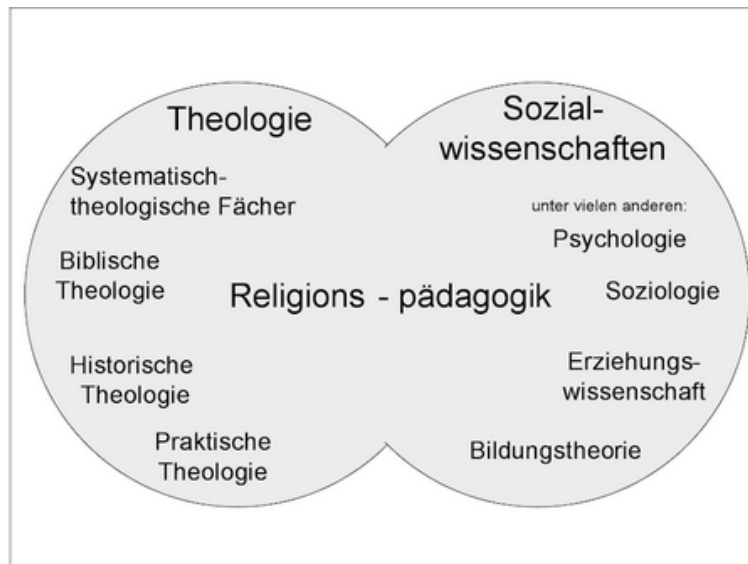 Theologie
Systematisch-
theologische Fächer
Biblische
Theologie
Historische
Theologie
Praktische
Theologie
Religions - pädagogik
Sozial-
wissenschaften
unter vielen anderen:
Psychologie
Soziologie
Erziehungs-
wissenschaft
Bildungstheorie